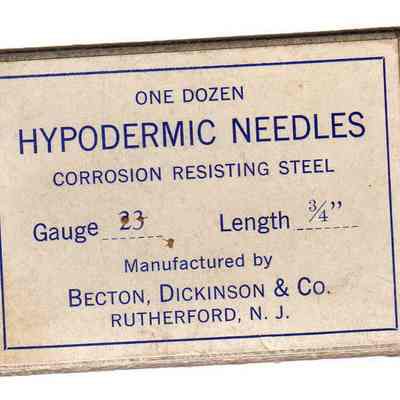 ONE DOZEN
HYPODERMIC NEEDLES
CORROSION RESISTING STEEL
Gauge 23 Length 3/4"
Manufactured by
BECTON, DICKINSON & CO.
RUTHERFORD, N. J.